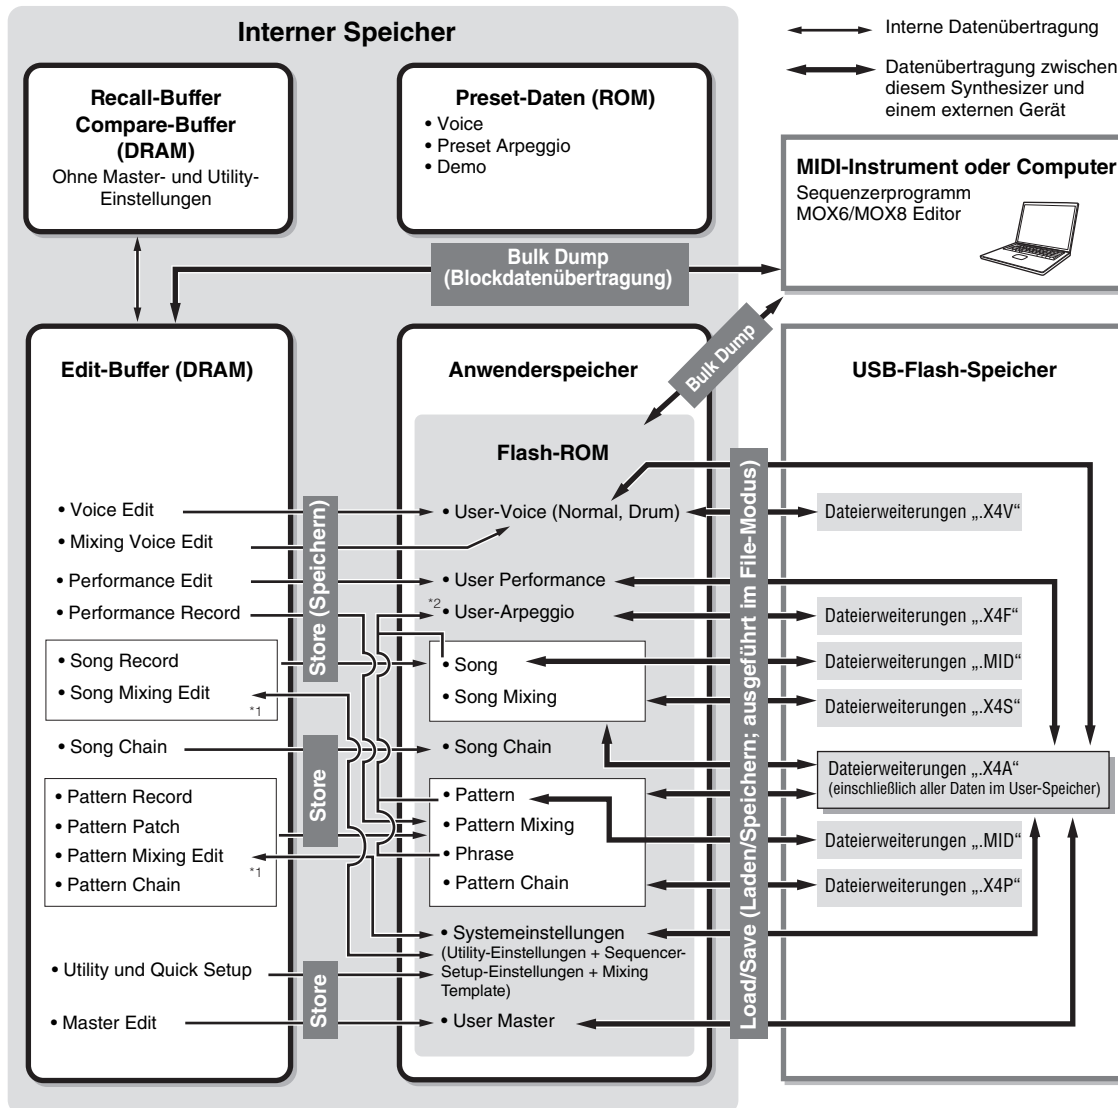 Interner Speicher
Interne Datenübertragung
Datenübertragung zwischen
diesem Synthesizer und
einem externen Gerät
Recall-Buffer
Compare-Buffer
(DRAM)
Ohne Master- und Utility-
Einstellungen
Preset-Daten (ROM)
• Voice
• Preset Arpeggio
• Demo
MIDI-Instrument oder Computer
Sequenzerprogramm
MOX6/MOX8 Editor
Bulk Dump
(Blockdatenübertragung)
Bulk Dump
Edit-Buffer (DRAM)
• Voice Edit
• Mixing Voice Edit
• Performance Edit
• Performance Record
• Song Record
• Song Mixing Edit
*1
• Song Chain
• Pattern Record
• Pattern Patch
• Pattern Mixing Edit
*1
• Pattern Chain
• Utility und Quick Setup
• Master Edit
Store (Speichern)
Store
Store
Anwenderspeicher
Flash-ROM
• User-Voice (Normal, Drum)
• User Performance
*2 • User-Arpeggio
• Song
• Song Mixing
• Song Chain
• Pattern
• Pattern Mixing
• Phrase
• Pattern Chain
• Systemeinstellungen
(Utility-Einstellungen + Sequencer-
Setup-Einstellungen + Mixing
Template)
• User Master
Load/Save (Laden/Speichern; ausgeführt im File-Modus)
USB-Flash-Speicher
Dateierweiterungen „.X4V“
Dateierweiterungen „.X4F“
Dateierweiterungen „.MID“
Dateierweiterungen „.X4S“
Dateierweiterungen „.X4A“
(einschließlich aller Daten im User-Speicher)
Dateierweiterungen „.MID“
Dateierweiterungen „.X4P“